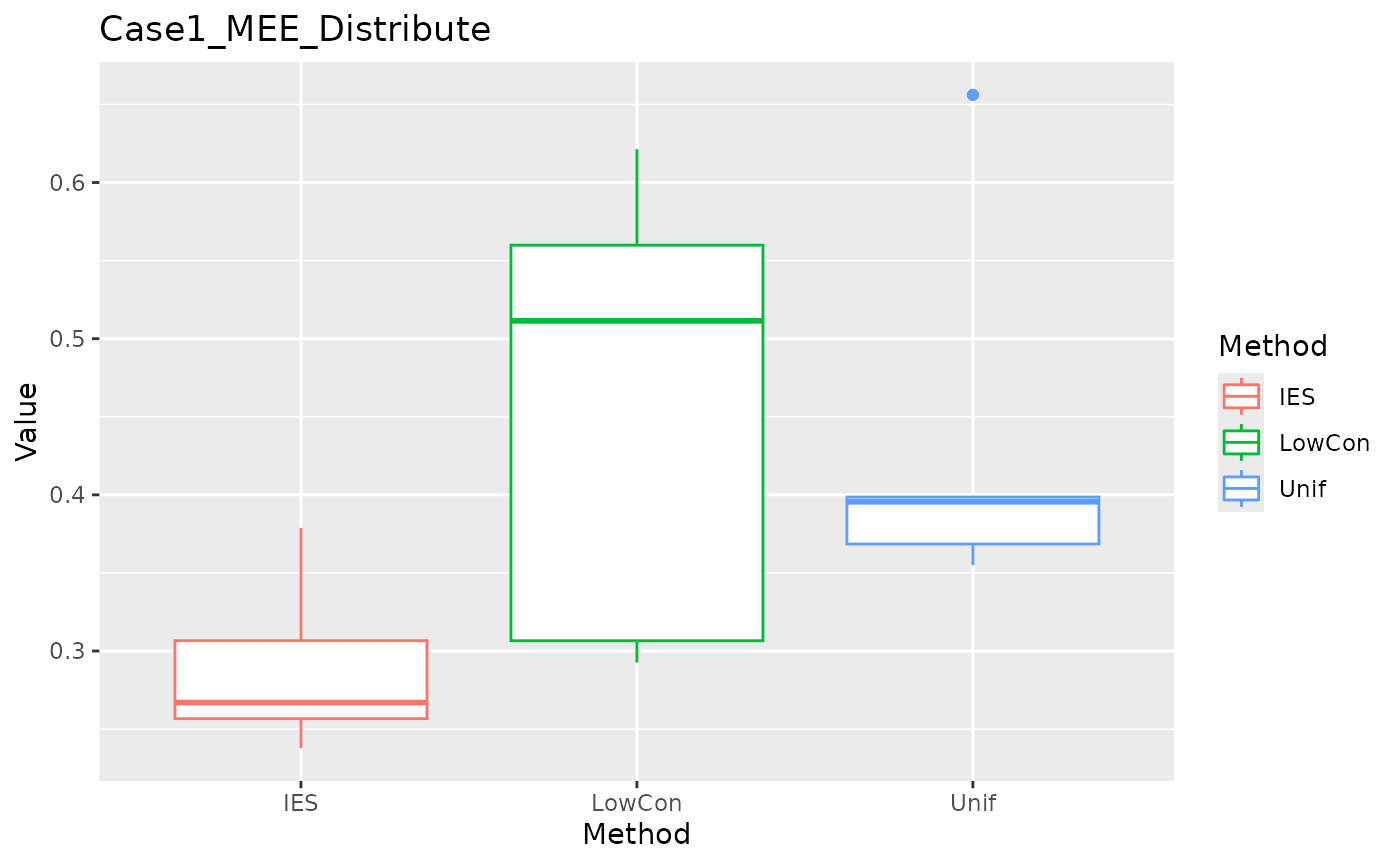 Case1_MEE_Distribute
Value
0.6
0.5
0.4
0.3
IES
LowCon
Unif
Method
Method
IES
LowCon
Unif